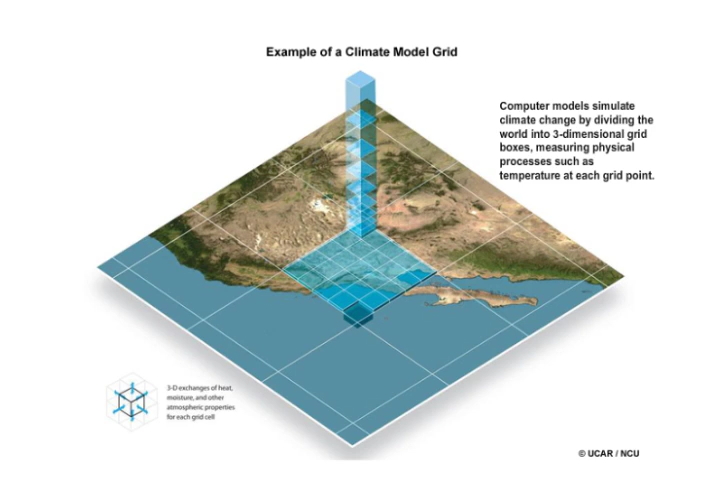 Example of a Climate Model Grid
Computer models simulate
climate change by dividing the
world into 3-dimensional grid
boxes, measuring physical
processes such as
temperature at each grid point.
3-D exchanges of heat,
moisture, and other
atmospheric properties
for each grid cell
© UCAR / NCU